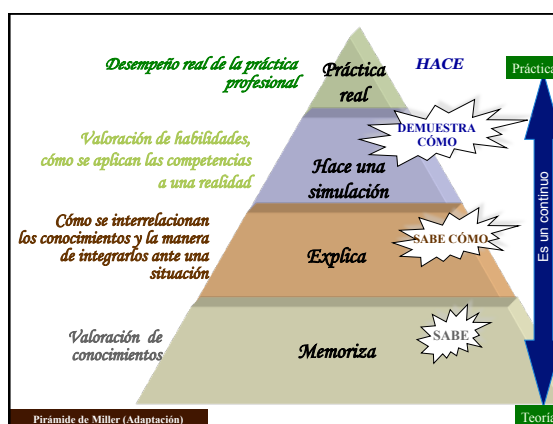 Desempeño real de la práctica
profesional
Práctica
real
HACE
Práctica
Valoración de habilidades,
cómo se aplican las competencias
a una realidad
Hace una
simulación
DEMUESTRA
CÓMO
Cómo se interrelacionan
los conocimientos y la manera
de integrarlos ante una
situación
Explica
SABE CÓMO
Es un continuo
Valoración de
conocimientos
Memoriza
SABE
Pirámide de Miller (Adaptación)
Teoría